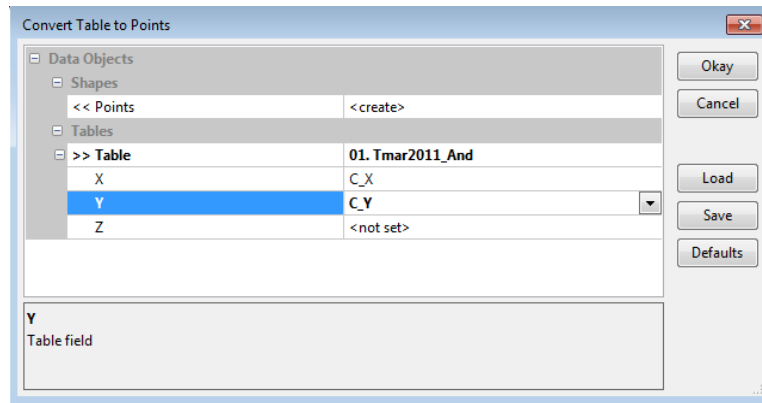 Convert Table to Points
Data Objects
Shapes
<< Points <create>
Tables
>> Table 01. Tmar2011_And
X C_X
Y C_Y
Z <not set>
Okay
Cancel
Load
Save
Defaults
Y
Table field